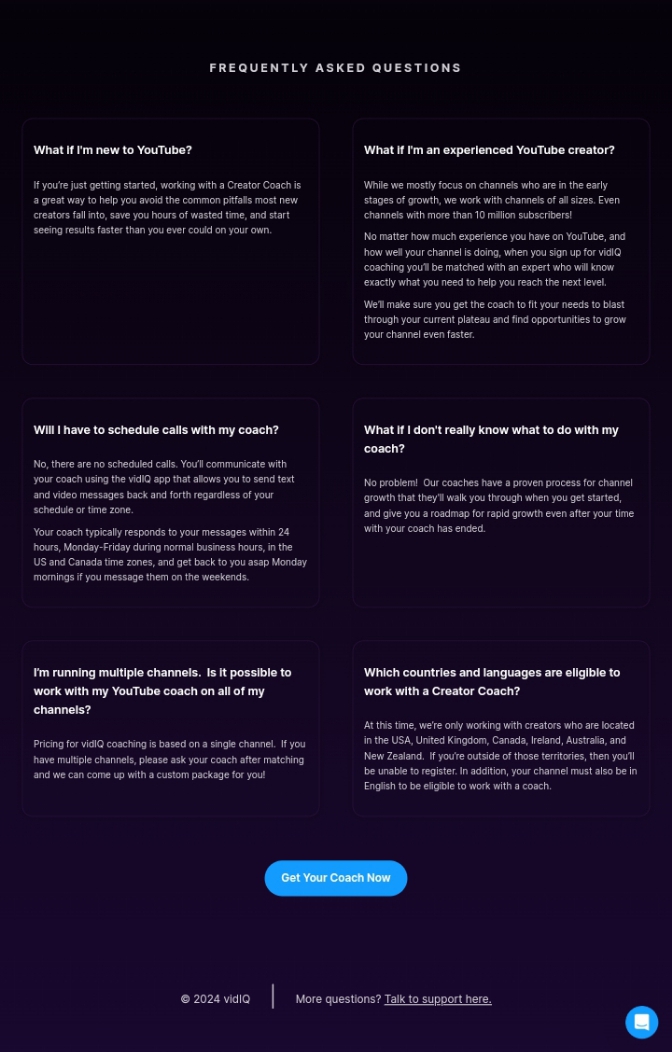 FREQUENTLY ASKED QUESTIONS
What if I'm new to YouTube?
If you're just getting started, working with a Creator Coach is
a great way to help you avoid the common pitfalls most new
creators fall into, save you hours of wasted time, and start
seeing results faster than you ever could on your own.
What if I'm an experienced YouTube creator?
While we mostly focus on channels who are in the early
stages of growth, we work with channels of all sizes. Even
channels with more than 10 million subscribers!
No matter how much experience you have on YouTube, and
how well your channel is doing, when you sign up for vidIQ
coaching you'll be matched with an expert who will know
exactly what you need to help you reach the next level.
We'll make sure you get the coach to fit your needs to blast
through your current plateau and find opportunities to grow
your channel even faster.
Will I have to schedule calls with my coach?
No, there are no scheduled calls. You'll communicate with
your coach using the vidIQ app that allows you to send text
and video messages back and forth regardless of your
schedule or time zone.
Your coach typically responds to your messages within 24
hours, Monday-Friday during normal business hours, in the
US and Canada time zones, and get back to you asap Monday
mornings if you message them on the weekends.
What if I don't really know what to do with my
coach?
No problem!  Our coaches have a proven process for channel
growth that they'll walk you through when you get started,
and give you a roadmap for rapid growth even after your time
with your coach has ended.
I'm running multiple channels.  Is it possible to
work with my YouTube coach on all of my
channels?
Pricing for vidIQ coaching is based on a single channel.  If you
have multiple channels, please ask your coach after matching
and we can come up with a custom package for you!
Which countries and languages are eligible to
work with a Creator Coach?
At this time, we're only working with creators who are located
in the USA, United Kingdom, Canada, Ireland, Australia, and
New Zealand.  If you're outside of those territories, then you'll
be unable to register. In addition, your channel must also be in
English to be eligible to work with a coach.
Get Your Coach Now
© 2024 vidIQ
More questions? Talk to support here.